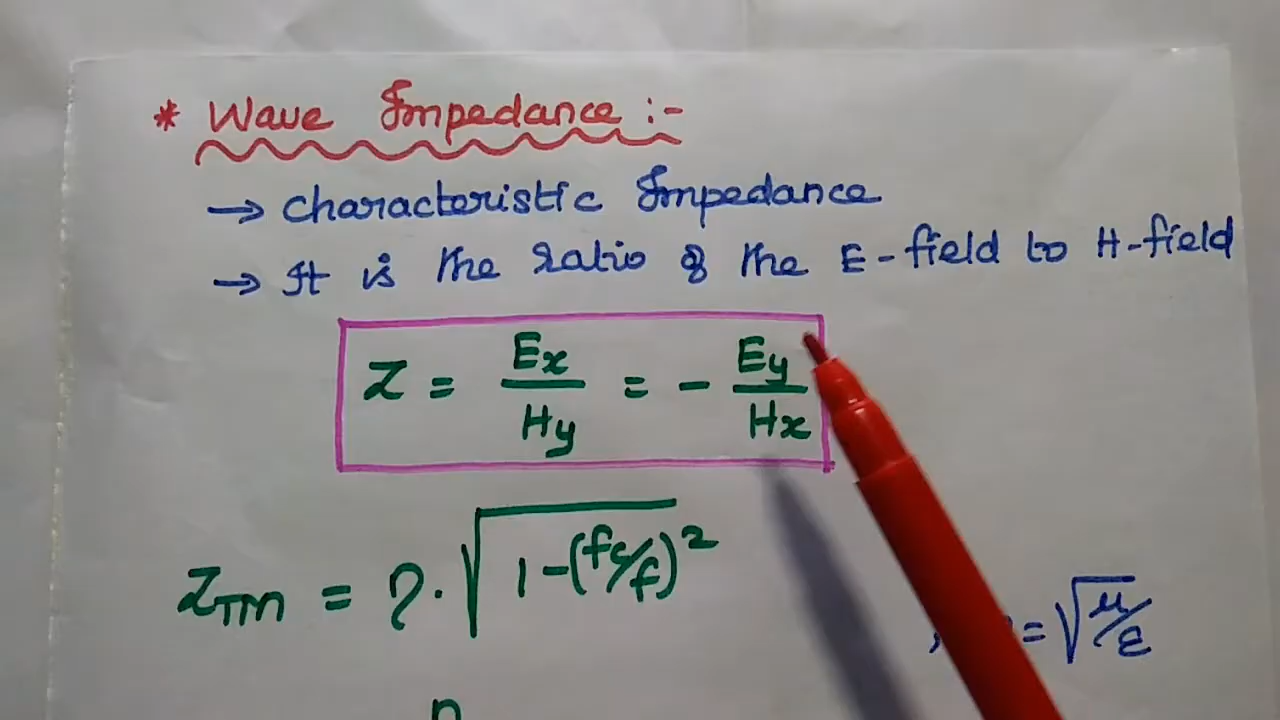 * Wave Impedance :-
→ characteristic Impedance
→ It is the ratio of the E-field to H-field
Z = Ex/Hy = - Ey/Hx
ZTM = η · √1-(fc/f)²
, = √μ/ε
η